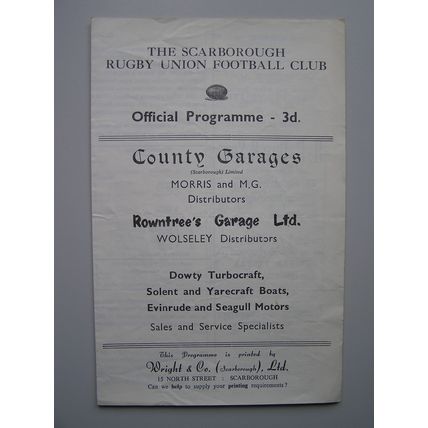 THE SCARBOROUGH
RUGBY UNION FOOTBALL CLUB
Official Programme - 3d.
County Garages
(Scarborough) Limited
MORRIS and M.G.
Distributors
Rowntree's Garage Ltd.
WOLSELEY Distributors
Dowty Turbocraft,
Solent and Yarecraft Boats,
Evinrude and Seagull Motors
Sales and Service Specialists
This Programme is printed by
Wright & Co. (Scarborough), Ltd.
15 NORTH STREET : SCARBOROUGH
Can we help to supply your printing requirements?